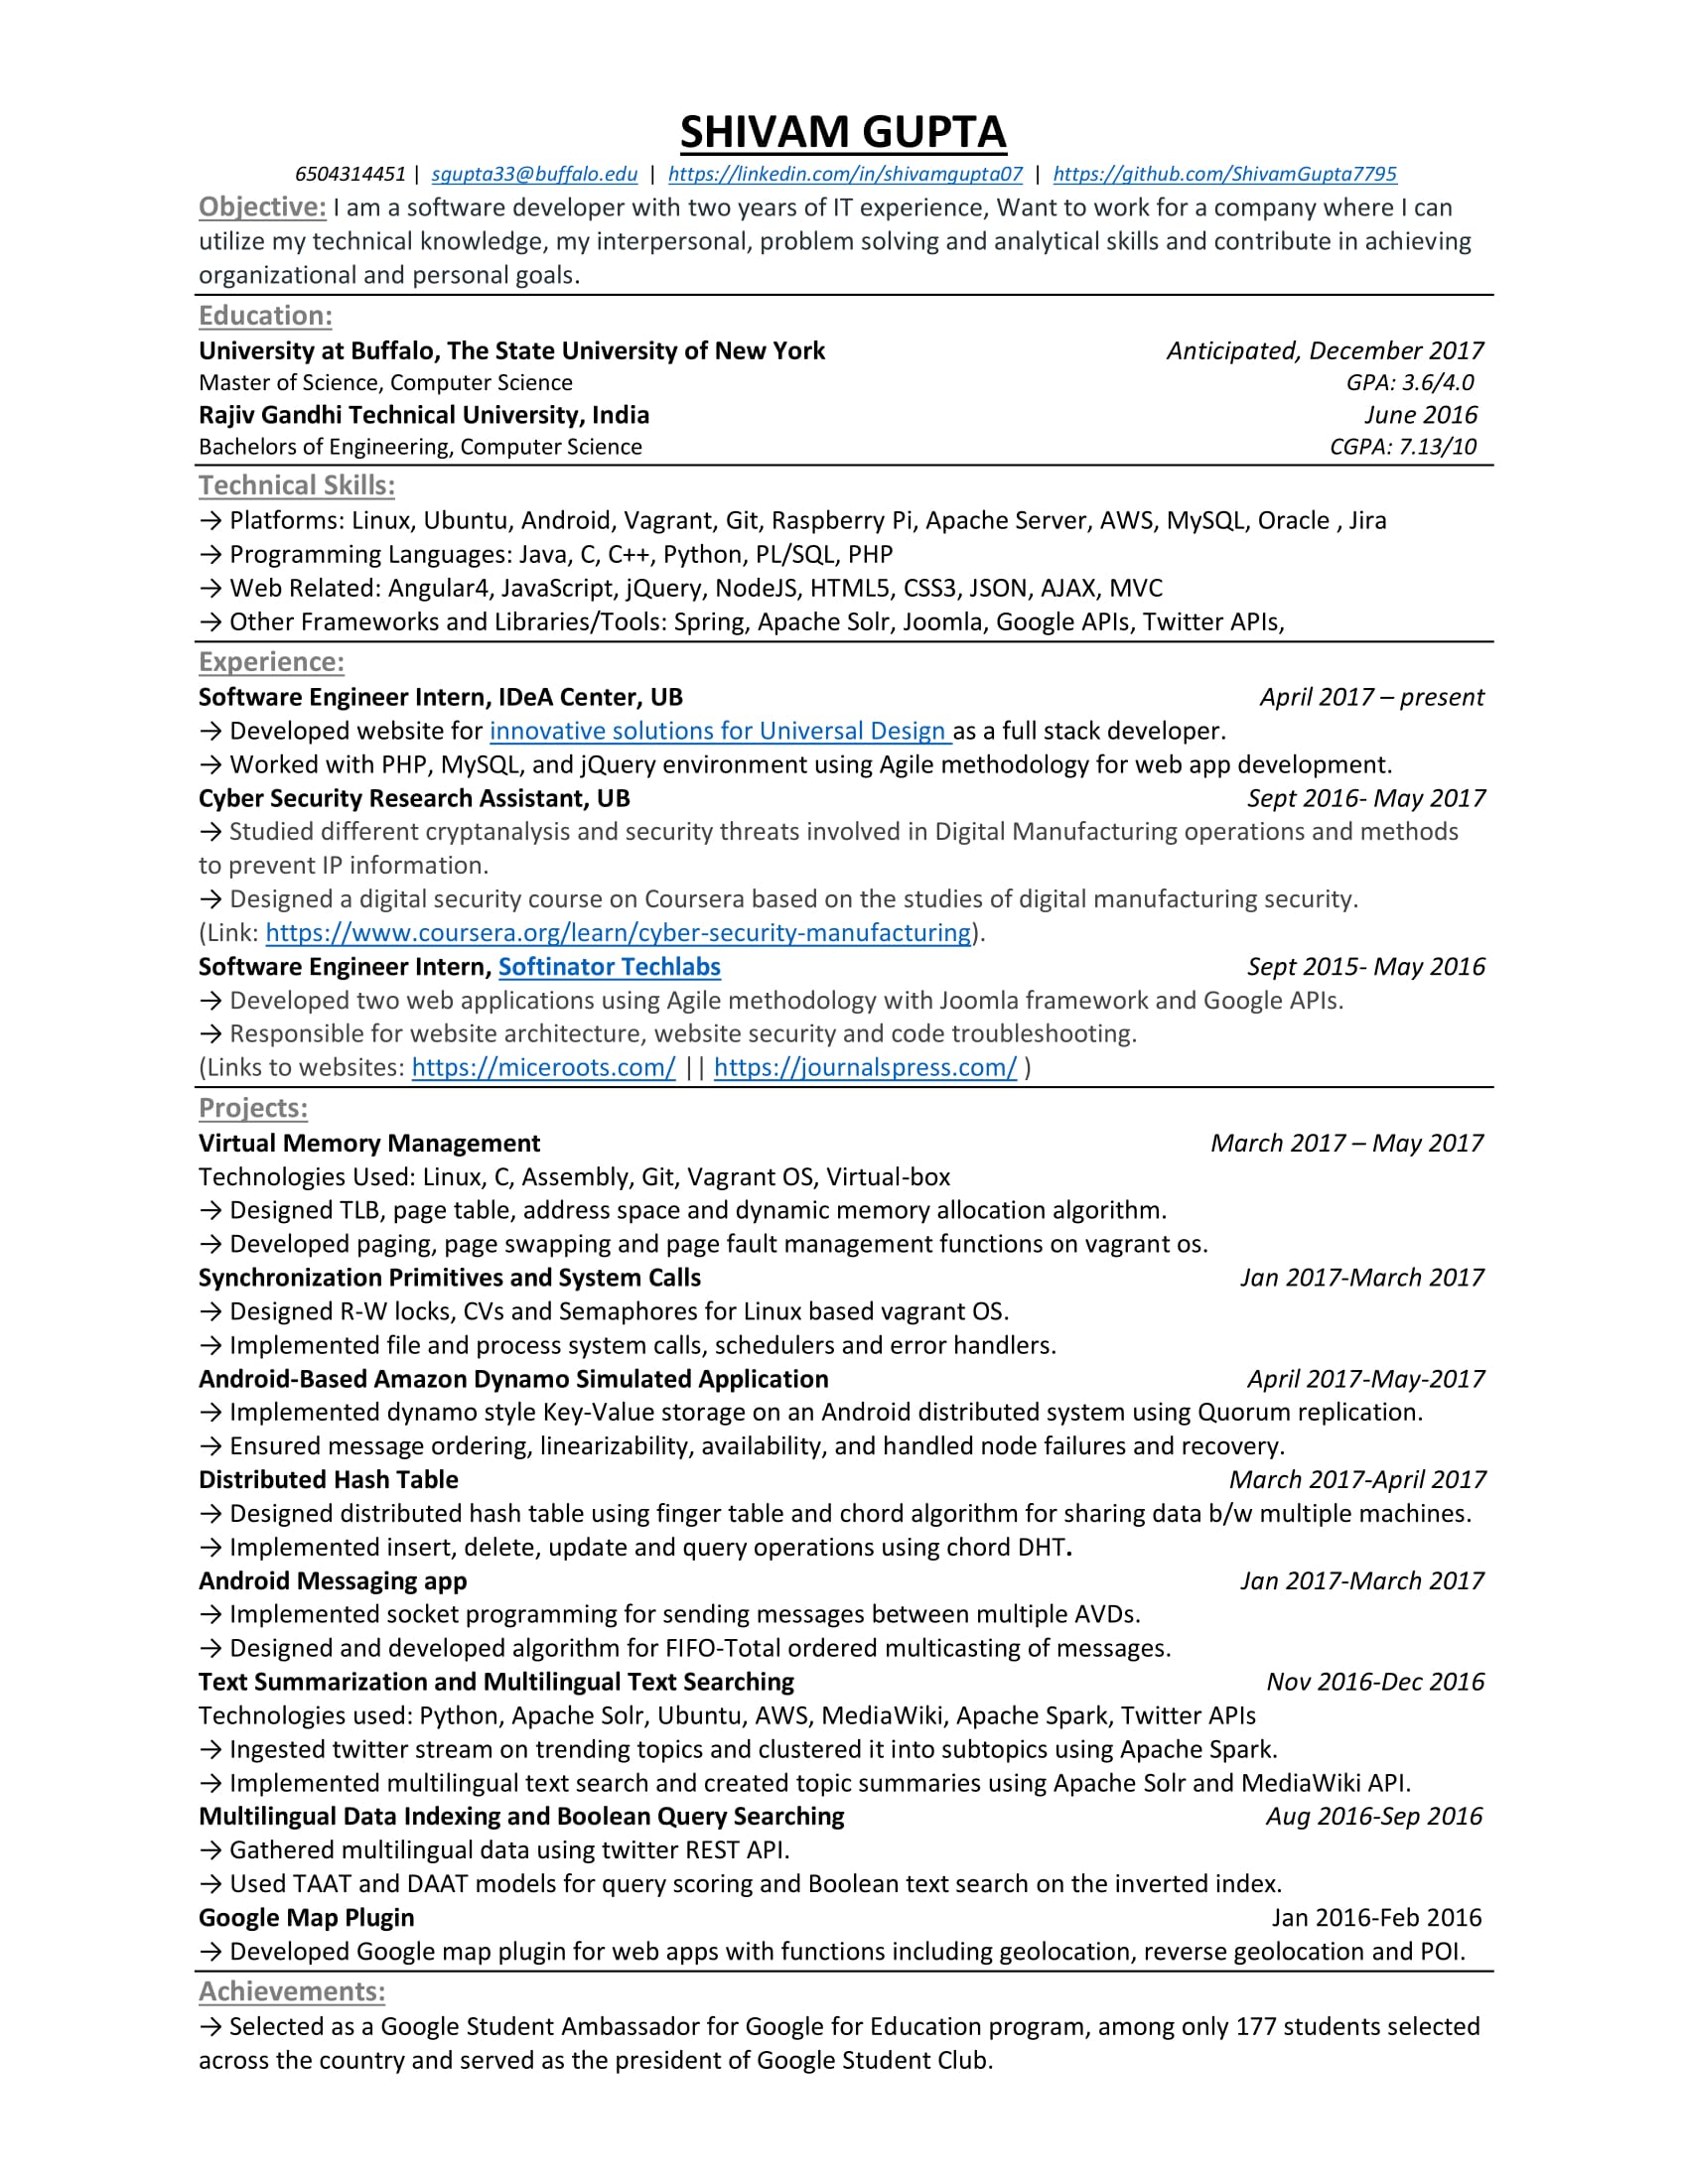 SHIVAM GUPTA
6504314451 | sgupta33@buffalo.edu | https://linkedin.com/in/shivamgupta07 | https://github.com/ShivamGupta7795
Objective: I am a software developer with two years of IT experience, Want to work for a company where I can
utilize my technical knowledge, my interpersonal, problem solving and analytical skills and contribute in achieving
organizational and personal goals.
Education:
University at Buffalo, The State University of New York Anticipated, December 2017
Master of Science, Computer Science GPA: 3.6/4.0
Rajiv Gandhi Technical University, India June 2016
Bachelors of Engineering, Computer Science CGPA: 7.13/10
Technical Skills:
→ Platforms: Linux, Ubuntu, Android, Vagrant, Git, Raspberry Pi, Apache Server, AWS, MySQL, Oracle , Jira
→ Programming Languages: Java, C, C++, Python, PL/SQL, PHP
→ Web Related: Angular4, JavaScript, jQuery, NodeJS, HTML5, CSS3, JSON, AJAX, MVC
→ Other Frameworks and Libraries/Tools: Spring, Apache Solr, Joomla, Google APIs, Twitter APIs,
Experience:
Software Engineer Intern, IDeA Center, UB April 2017 – present
→ Developed website for innovative solutions for Universal Design as a full stack developer.
→ Worked with PHP, MySQL, and jQuery environment using Agile methodology for web app development.
Cyber Security Research Assistant, UB Sept 2016- May 2017
→ Studied different cryptanalysis and security threats involved in Digital Manufacturing operations and methods
to prevent IP information.
→ Designed a digital security course on Coursera based on the studies of digital manufacturing security.
(Link: https://www.coursera.org/learn/cyber-security-manufacturing).
Software Engineer Intern, Softinator Techlabs Sept 2015- May 2016
→ Developed two web applications using Agile methodology with Joomla framework and Google APIs.
→ Responsible for website architecture, website security and code troubleshooting.
(Links to websites: https://miceroots.com/ || https://journalspress.com/ )
Projects:
Virtual Memory Management March 2017 – May 2017
Technologies Used: Linux, C, Assembly, Git, Vagrant OS, Virtual-box
→ Designed TLB, page table, address space and dynamic memory allocation algorithm.
→ Developed paging, page swapping and page fault management functions on vagrant os.
Synchronization Primitives and System Calls Jan 2017-March 2017
→ Designed R-W locks, CVs and Semaphores for Linux based vagrant OS.
→ Implemented file and process system calls, schedulers and error handlers.
Android-Based Amazon Dynamo Simulated Application April 2017-May-2017
→ Implemented dynamo style Key-Value storage on an Android distributed system using Quorum replication.
→ Ensured message ordering, linearizability, availability, and handled node failures and recovery.
Distributed Hash Table March 2017-April 2017
→ Designed distributed hash table using finger table and chord algorithm for sharing data b/w multiple machines.
→ Implemented insert, delete, update and query operations using chord DHT.
Android Messaging app Jan 2017-March 2017
→ Implemented socket programming for sending messages between multiple AVDs.
→ Designed and developed algorithm for FIFO-Total ordered multicasting of messages.
Text Summarization and Multilingual Text Searching Nov 2016-Dec 2016
Technologies used: Python, Apache Solr, Ubuntu, AWS, MediaWiki, Apache Spark, Twitter APIs
→ Ingested twitter stream on trending topics and clustered it into subtopics using Apache Spark.
→ Implemented multilingual text search and created topic summaries using Apache Solr and MediaWiki API.
Multilingual Data Indexing and Boolean Query Searching Aug 2016-Sep 2016
→ Gathered multilingual data using twitter REST API.
→ Used TAAT and DAAT models for query scoring and Boolean text search on the inverted index.
Google Map Plugin Jan 2016-Feb 2016
→ Developed Google map plugin for web apps with functions including geolocation, reverse geolocation and POI.
Achievements:
→ Selected as a Google Student Ambassador for Google for Education program, among only 177 students selected
across the country and served as the president of Google Student Club.